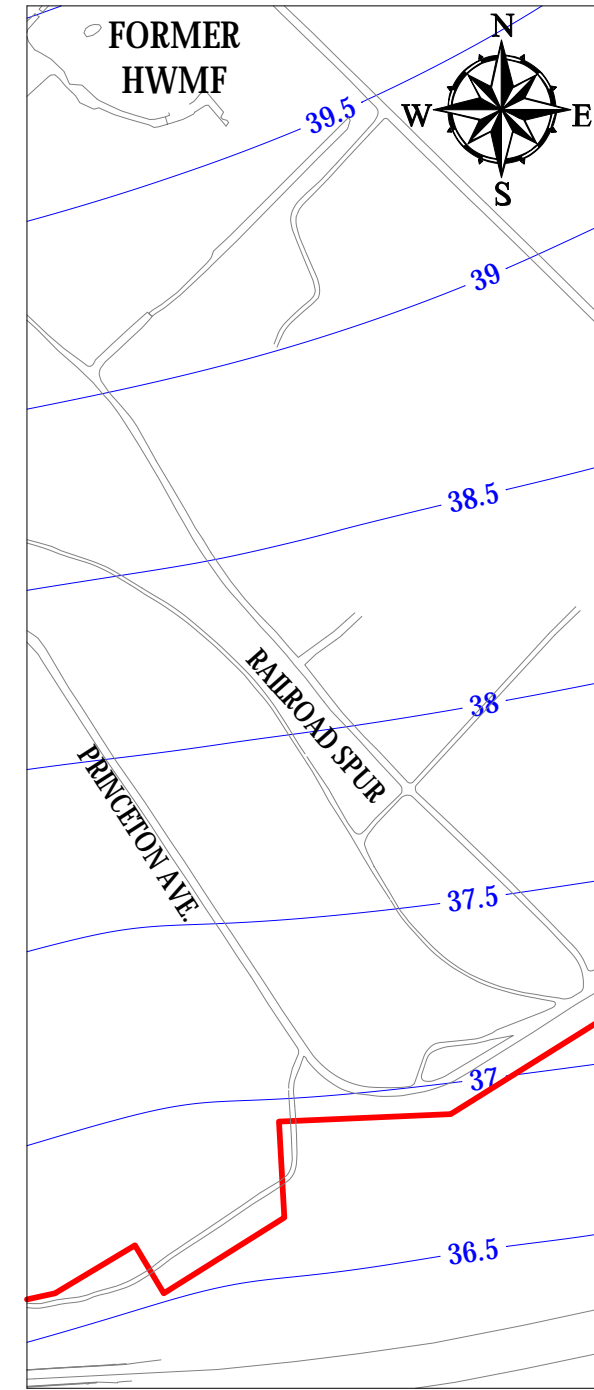 FORMER
HWMF
N
W
E
S
39.5
39
38.5
38
RAILROAD SPUR
PRINCETON AVE.
37.5
37
36.5